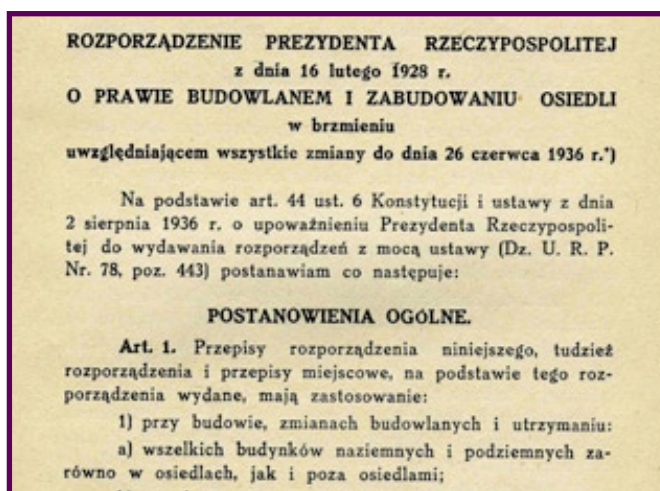 ROZPORZĄDZENIE PREZYDENTA RZECZYPOSPOLITEJ
z dnia 16 lutego 1928 r.
O PRAWIE BUDOWLANEM I ZABUDOWANIU OSIEDLI
w brzmieniu
uwzględniającem wszystkie zmiany do dnia 26 czerwca 1936 r.*)
Na podstawie art. 44 ust. 6 Konstytucji i ustawy z dnia
2 sierpnia 1936 r. o upoważnieniu Prezydenta Rzeczypospoli-
tej do wydawania rozporządzeń z mocą ustawy (Dz. U. R. P.
Nr. 78, poz. 443) postanawiam co następuje:
POSTANOWIENIA OGÓLNE.
Art. 1. Przepisy rozporządzenia niniejszego, tudzież
rozporządzenia i przepisy miejscowe, na podstawie tego roz-
porządzenia wydane, mają zastosowanie:
1) przy budowie, zmianach budowlanych i utrzymaniu:
a) wszelkich budynków naziemnych i podziemnych za-
równo w osiedlach, jak i poza osiedlami;